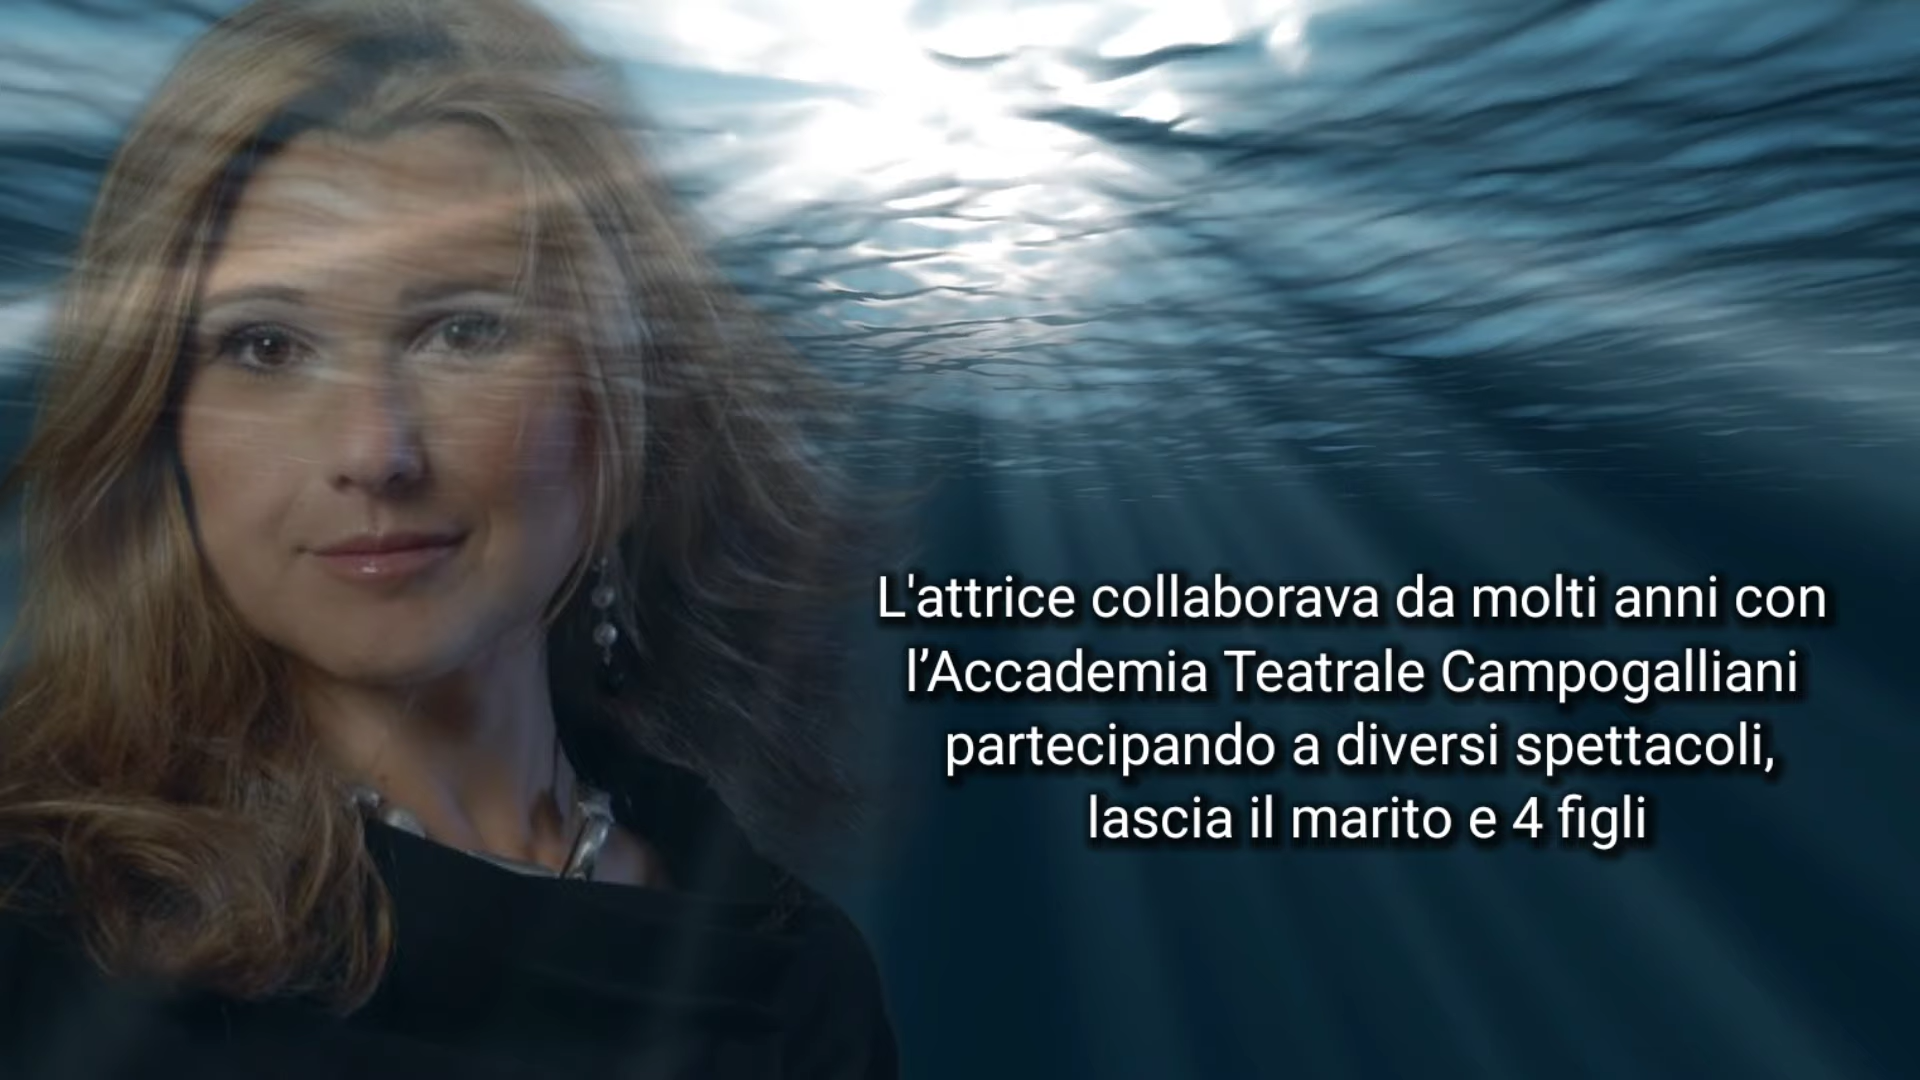 L'attrice collaborava da molti anni con
l’Accademia Teatrale Campogalliani
partecipando a diversi spettacoli,
lascia il marito e 4 figli